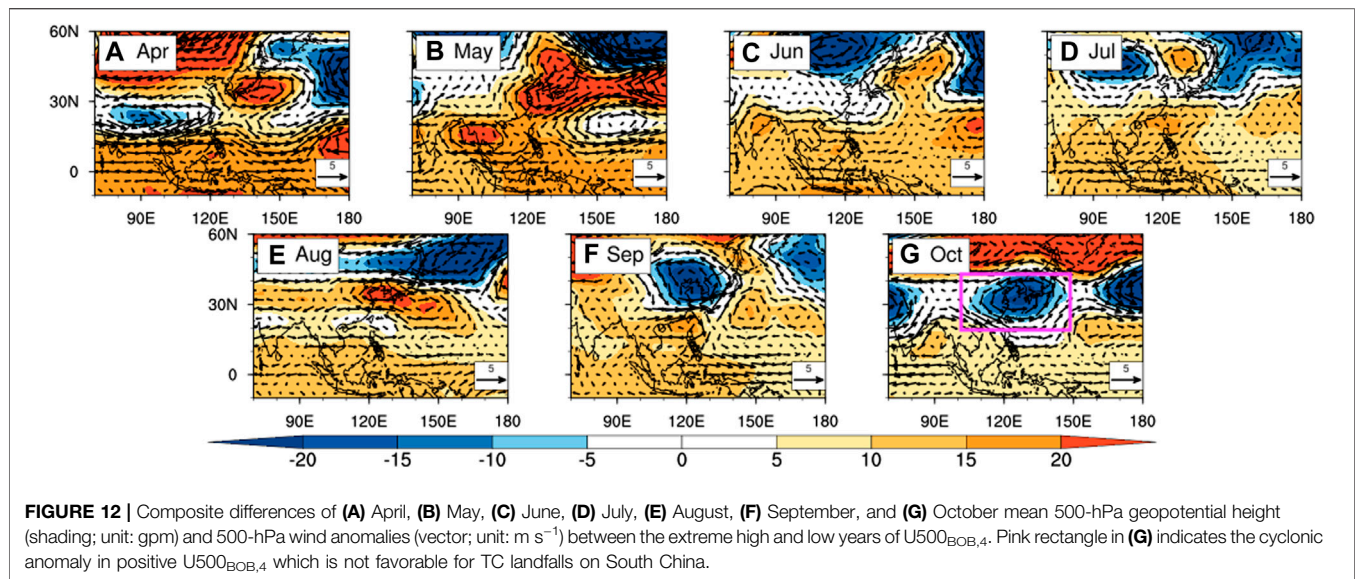 60N
30N
0
A Apr
B May
C Jun
D Jul
5
5
5
5
90E 120E 150E 180
90E 120E 150E 180
90E 120E 150E 180
90E 120E 150E 180
60N
30N
0
E Aug
F Sep
G Oct
5
5
5
90E 120E 150E 180
90E 120E 150E 180
90E 120E 150E 180
-20 -15 -10 -5 0 5 10 15 20
FIGURE 12 | Composite differences of (A) April, (B) May, (C) June, (D) July, (E) August, (F) September, and (G) October mean 500-hPa geopotential height
(shading; unit: gpm) and 500-hPa wind anomalies (vector; unit: m s⁻¹) between the extreme high and low years of U500BOB,4. Pink rectangle in (G) indicates the cyclonic
anomaly in positive U500BOB,4 which is not favorable for TC landfalls on South China.